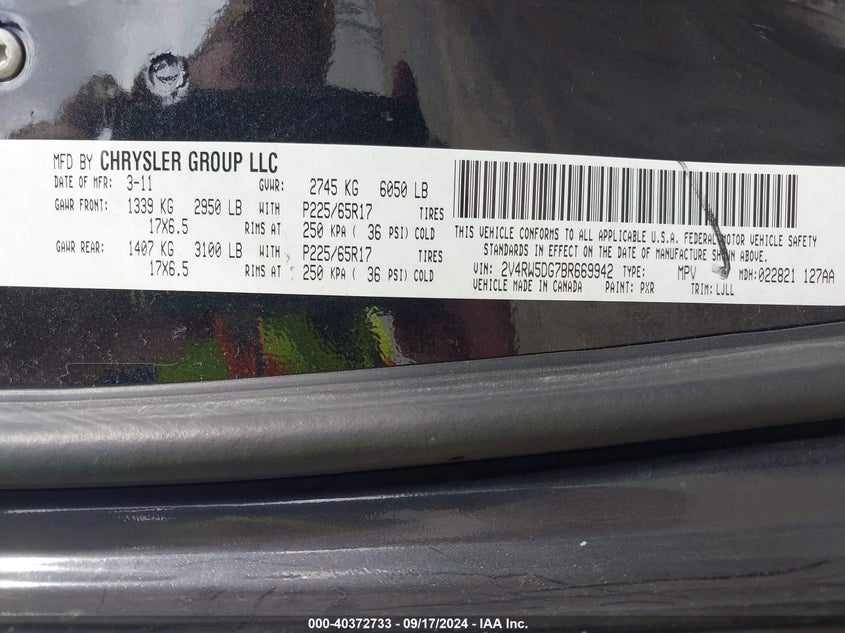 MFD BY CHRYSLER GROUP LLC
DATE OF MFR: 3-11 GVWR: 2745 KG 6050 LB
GAWR FRONT: 1339 KG 2950 LB WITH P225/65R17 TIRES
17X6.5 RIMS AT 250 KPA ( 36 PSI) COLD
GAWR REAR: 1407 KG 3100 LB WITH P225/65R17 TIRES
17X6.5 RIMS AT 250 KPA ( 36 PSI) COLD
THIS VEHICLE CONFORMS TO ALL APPLICABLE U.S.A. FEDERAL MOTOR VEHICLE SAFETY
STANDARDS IN EFFECT ON THE DATE OF MANUFACTURE SHOWN ABOVE.
VIN: 2V4RW5DG7BR669942 TYPE: MPV MDH: 022821 127AA
VEHICLE MADE IN CANADA PAINT: PXR TRIM: LJLL
000-40372733 - 09/17/2024 - IAA Inc.